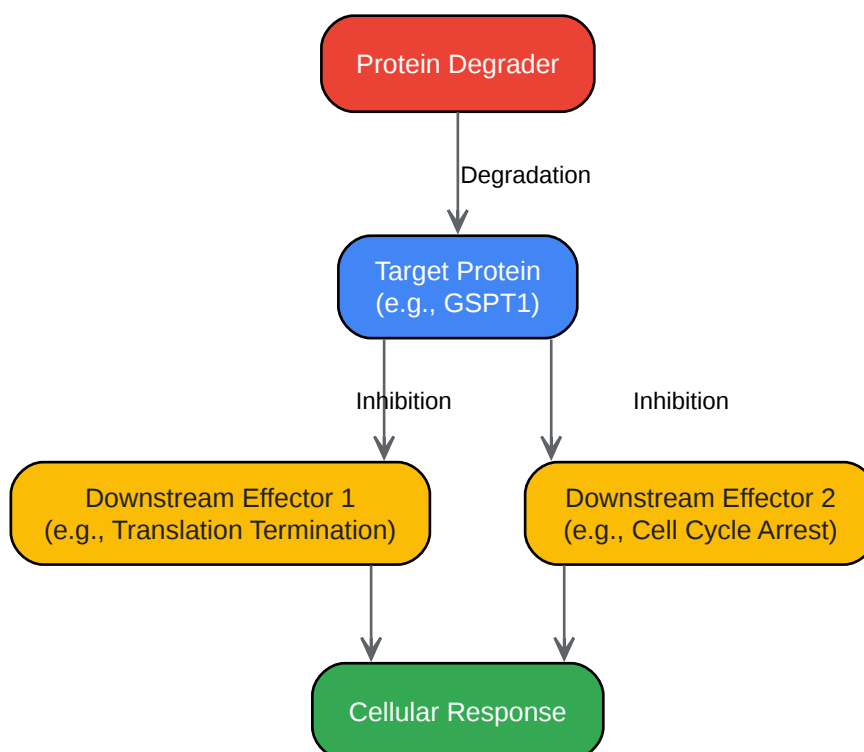 Protein Degrader
Degradation
Target Protein
(e.g., GSPT1)
Inhibition
Inhibition
Downstream Effector 1
(e.g., Translation Termination)
Downstream Effector 2
(e.g., Cell Cycle Arrest)
Cellular Response